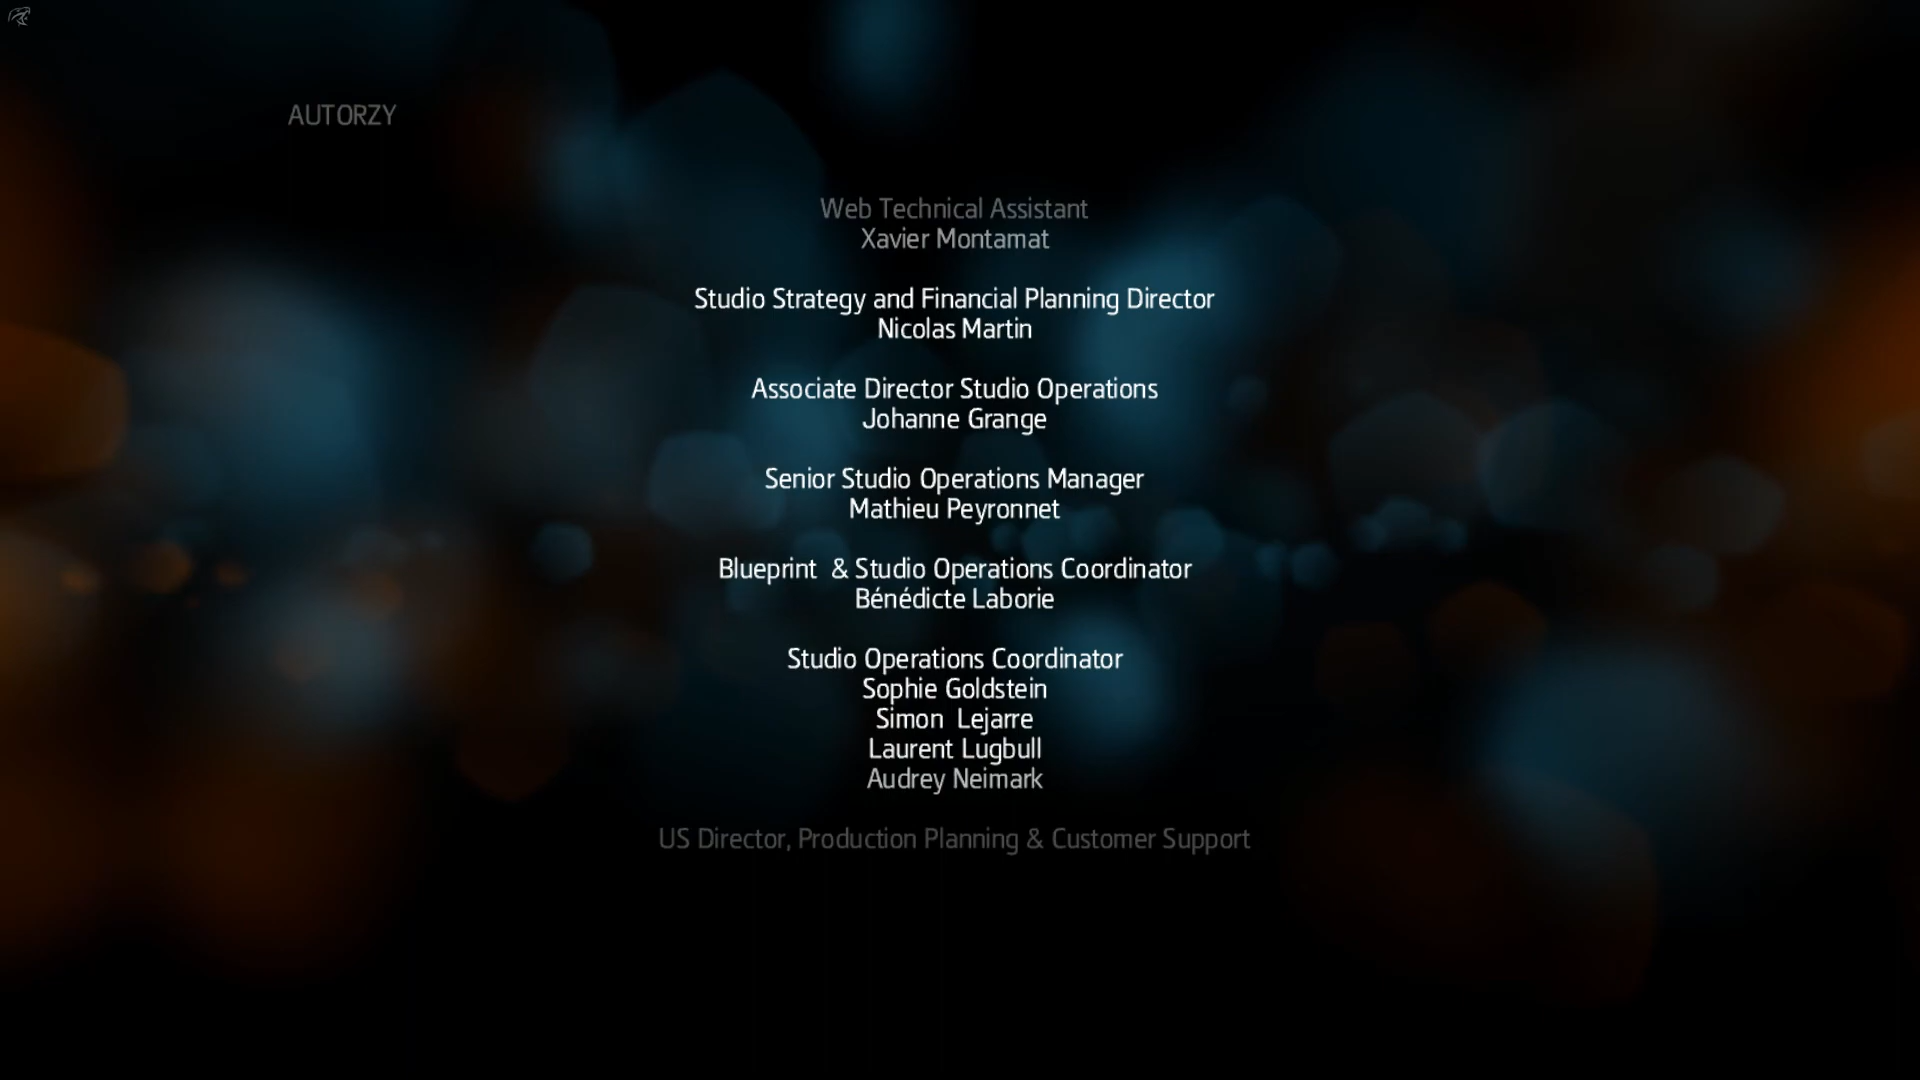 AUTORZY
Web Technical Assistant
Xavier Montamat
Studio Strategy and Financial Planning Director
Nicolas Martin
Associate Director Studio Operations
Johanne Grange
Senior Studio Operations Manager
Mathieu Peyronnet
Blueprint  & Studio Operations Coordinator
Bénédicte Laborie
Studio Operations Coordinator
Sophie Goldstein
Simon  Lejarre
Laurent Lugbull
Audrey Neimark
US Director, Production Planning & Customer Support